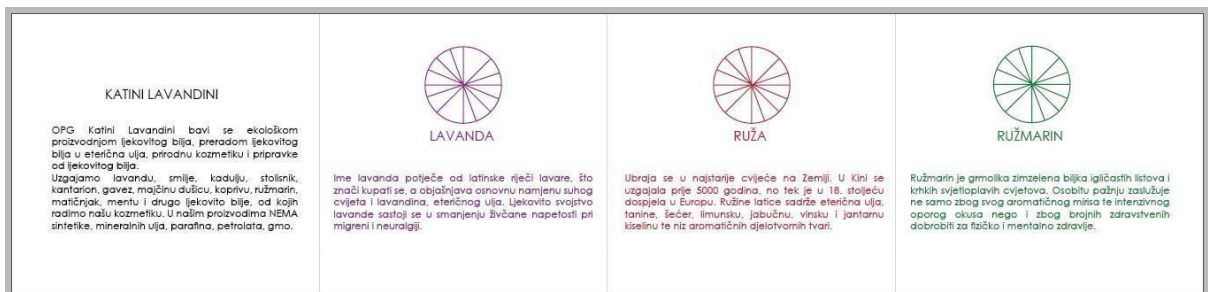 KATINI LAVANDINI
OPG Katini Lavandini bavi se ekološkom
proizvodnjom ljekovitog bilja, preradom ljekovitog
bilja u eterična ulja, prirodnu kozmetiku i pripravke
od ljekovitog bilja.
Uzgajamo lavandu, smilje, kadulju, stolisnik,
kantarion, gavez, majčinu dušicu, koprivu, ružmarin,
matičnjak, mentu i drugo ljekovito bilje, od kojih
radimo našu kozmetiku. U našim proizvodima NEMA
sintetike, mineralnih ulja, parafina, petrolata, gmo.
LAVANDA
Ime lavanda potječe od latinske riječi lavare, što
znači kupati se, a objašnjava osnovnu namjenu suhog
cvijeta i lavandina, eteričnog ulja. Ljekovito svojstvo
lavande sastoji se u smanjenju živčane napetosti pri
migreni i neuralgiji.
RUŽA
Ubraja se u najstarije cvijeće na Zemlji. U Kini se
uzgajala prije 5000 godina, no tek je u 18. stoljeću
dospjela u Europu. Ružine latice sadrže eterična ulja,
tanine, šećer, limunsku, jabučnu, vinsku i jantarnu
kiselinu te niz aromatičnih djelotvornih tvari.
RUŽMARIN
Ružmarin je grmolika zimzelena biljka igličastih listova i
krhkih svjetloplavih cvjetova. Osobitu pažnju zaslužuje
ne samo zbog svog aromatičnog mirisa te intenzivnog
oporog okusa nego i zbog brojnih zdravstvenih
dobrobiti za fizičko i mentalno zdravlje.